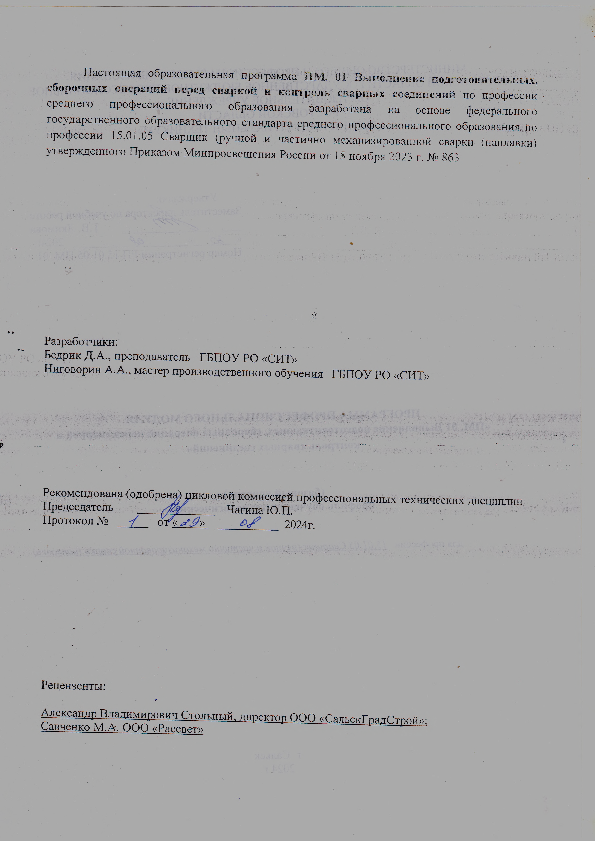 Настоящая образовательная программа ПМ. 01 Выполнение подготовительных,
сборочных операций перед сваркой и контроль сварных соединений по профессии
среднего профессионального образования разработана на основе федерального
государственного образовательного стандарта среднего профессионального образования по
профессии 15.01.05 Сварщик (ручной и частично механизированной сварки (наплавки)
утвержденного Приказом Минпросвещения России от 15 ноября 2023 г. № 863
Разработчики:
Бедрик Д.А., преподаватель ГБПОУ РО «СИТ»
Ниговорин А.А., мастер производственного обучения ГБПОУ РО «СИТ»
Рекомендована (одобрена) цикловой комиссией профессиональных технических дисциплин
Председатель Чагина Ю.П.
Протокол № 1 от «29» 08 2024г.
Рецензенты:
Александр Владимирович Стольный, директор ООО «СальскГрадСтрой»;
Санченко М.А. ООО «Рассвет»